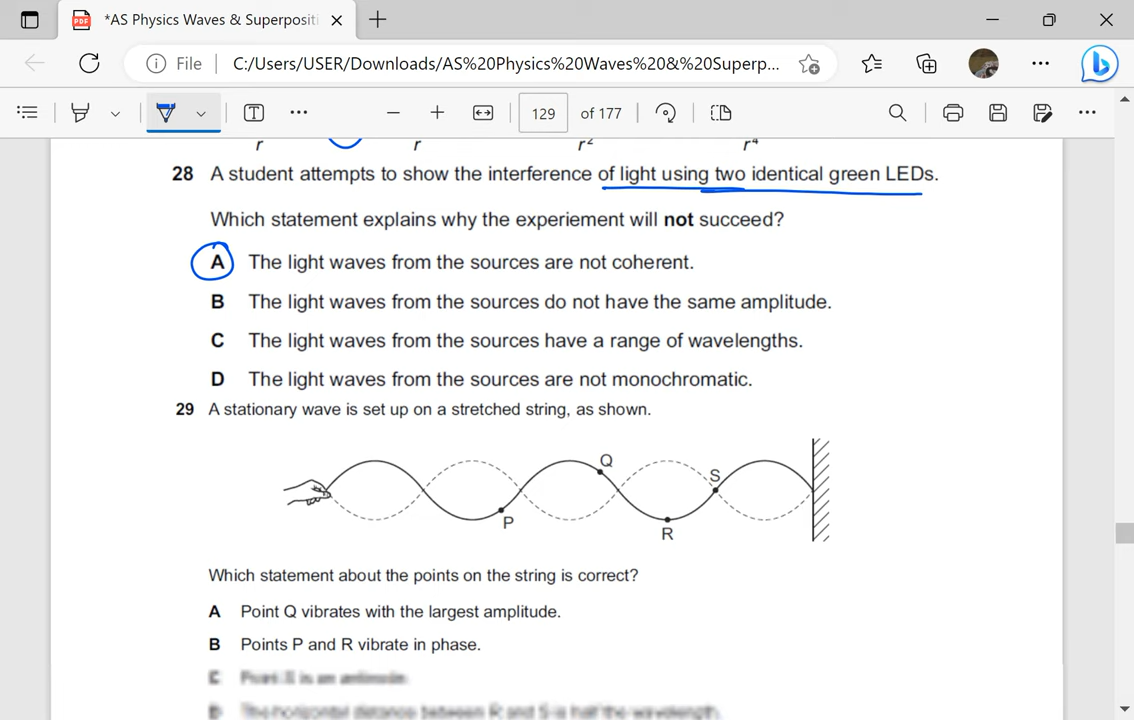 *AS Physics Waves & Superpositi
File
C:/Users/USER/Downloads/AS%20Physics%20Waves%20&%20Superp...
129 of 177
r r r² r⁴
28 A student attempts to show the interference of light using two identical green LEDs.
Which statement explains why the experiement will not succeed?
A The light waves from the sources are not coherent.
B The light waves from the sources do not have the same amplitude.
C The light waves from the sources have a range of wavelengths.
D The light waves from the sources are not monochromatic.
29 A stationary wave is set up on a stretched string, as shown.
Q
S
P
R
Which statement about the points on the string is correct?
A Point Q vibrates with the largest amplitude.
B Points P and R vibrate in phase.